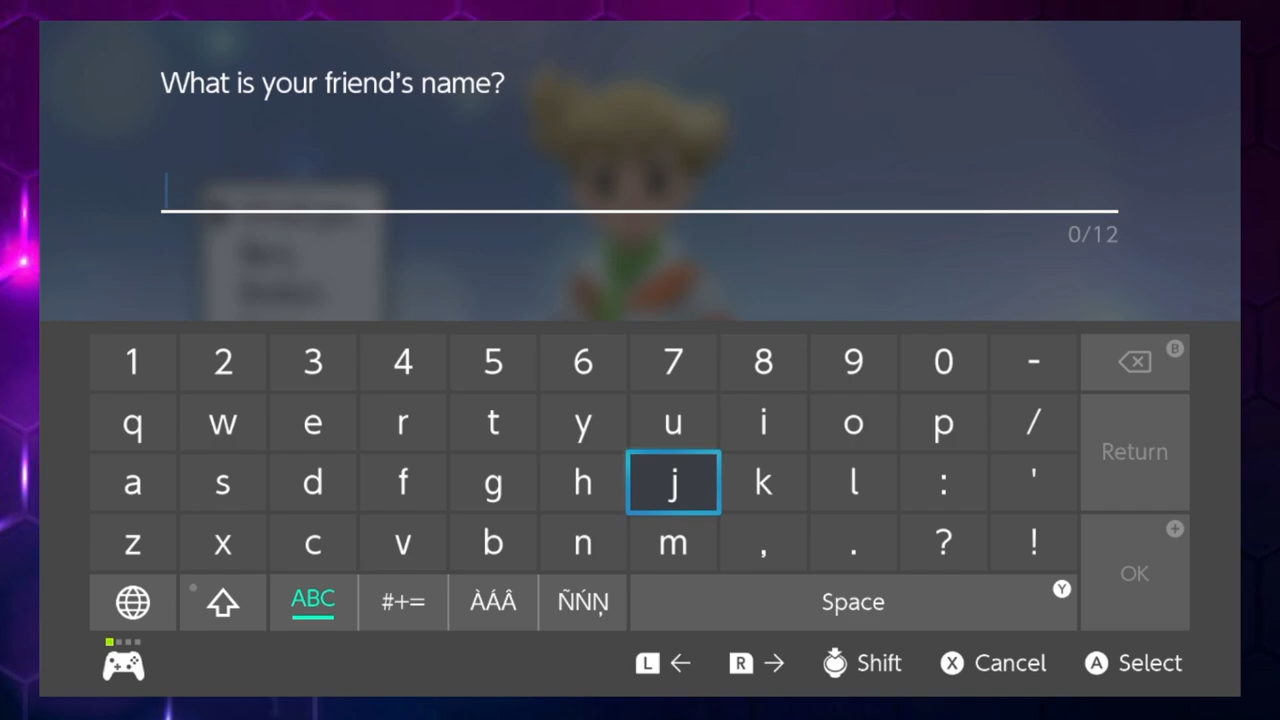 What is your friend's name?
0/12
1 2 3 4 5 6 7 8 9 0 - B
q w e r t y u i o p / Return
a s d f g h j k l : '
z x c v b n m , . ? ! + OK
ABC #+= ÀÁÂ ÑŃŅ Space Y
L ← R → Shift X Cancel A Select